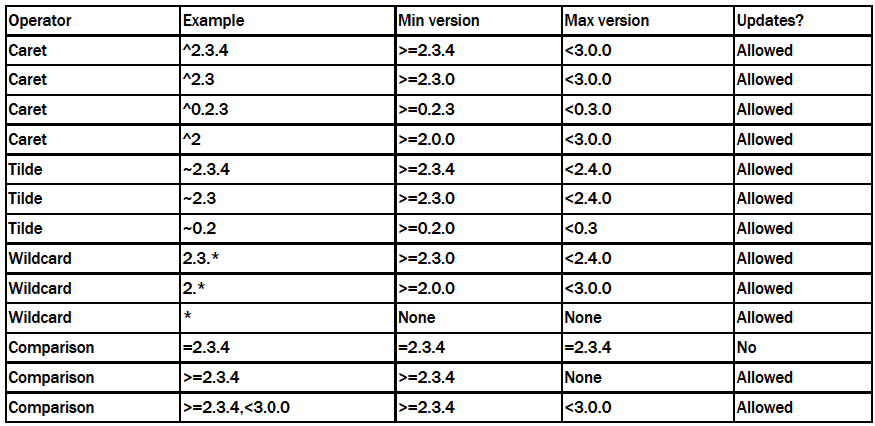 Operator Example Min version Max version Updates?
Caret ^2.3.4 >=2.3.4 <3.0.0 Allowed
Caret ^2.3 >=2.3.0 <3.0.0 Allowed
Caret ^0.2.3 >=0.2.3 <0.3.0 Allowed
Caret ^2 >=2.0.0 <3.0.0 Allowed
Tilde ~2.3.4 >=2.3.4 <2.4.0 Allowed
Tilde ~2.3 >=2.3.0 <2.4.0 Allowed
Tilde ~0.2 >=0.2.0 <0.3 Allowed
Wildcard 2.3.* >=2.3.0 <2.4.0 Allowed
Wildcard 2.* >=2.0.0 <3.0.0 Allowed
Wildcard * None None Allowed
Comparison =2.3.4 =2.3.4 =2.3.4 No
Comparison >=2.3.4 >=2.3.4 None Allowed
Comparison >=2.3.4,<3.0.0 >=2.3.4 <3.0.0 Allowed